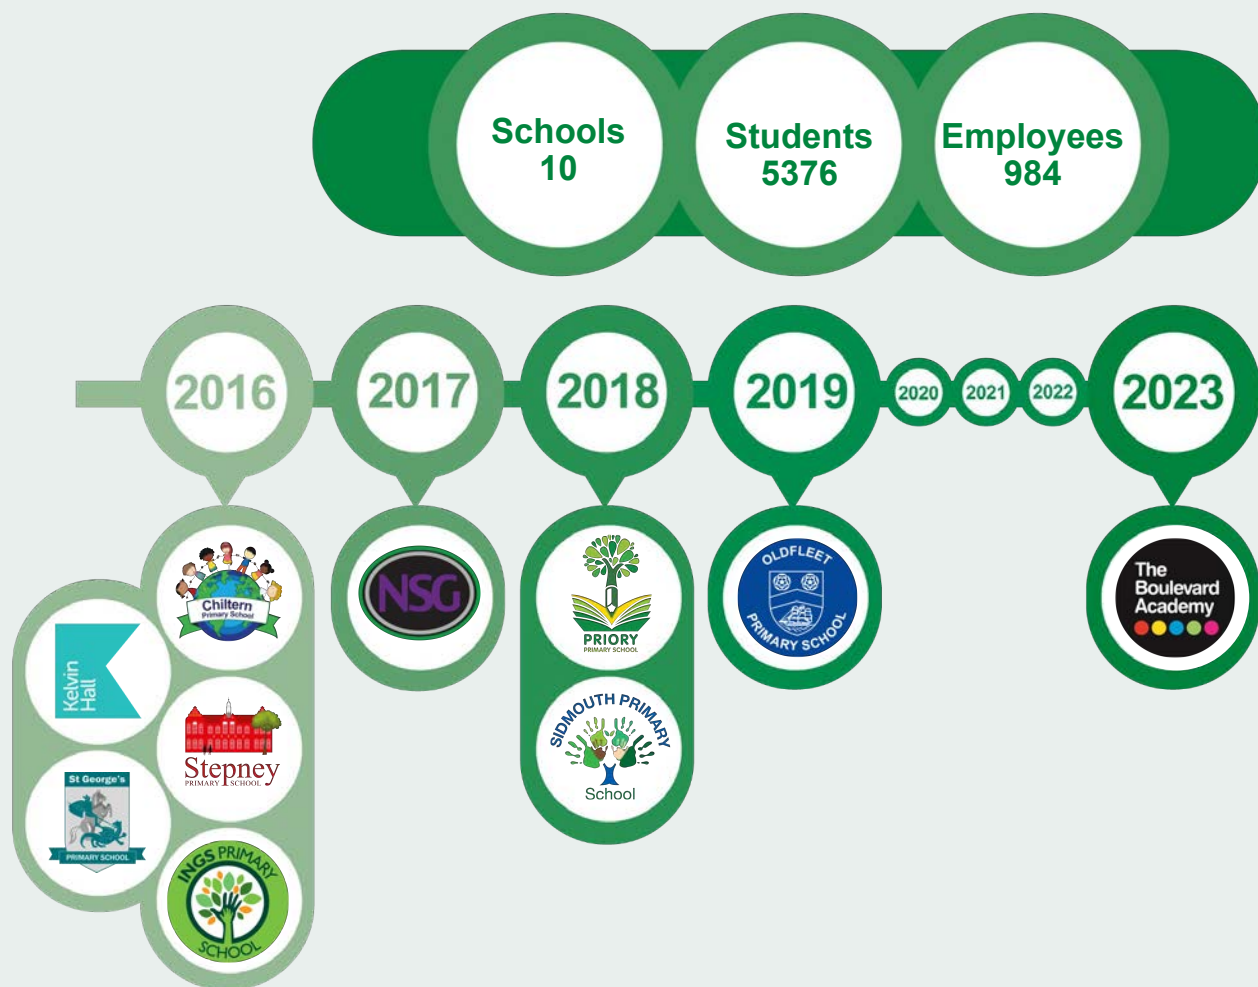 Schools
10
Students
5376
Employees
984
2016
2017
2018
2019
2020
2021
2022
2023
Chiltern
Primary School
Kelvin
Hall
Stepney
PRIMARY SCHOOL
St George's
PRIMARY SCHOOL
INGS PRIMARY
SCHOOL
NSG
PRIORY
PRIMARY SCHOOL
SIDMOUTH PRIMARY
School
OLDFLEET
PRIMARY SCHOOL
The
Boulevard
Academy